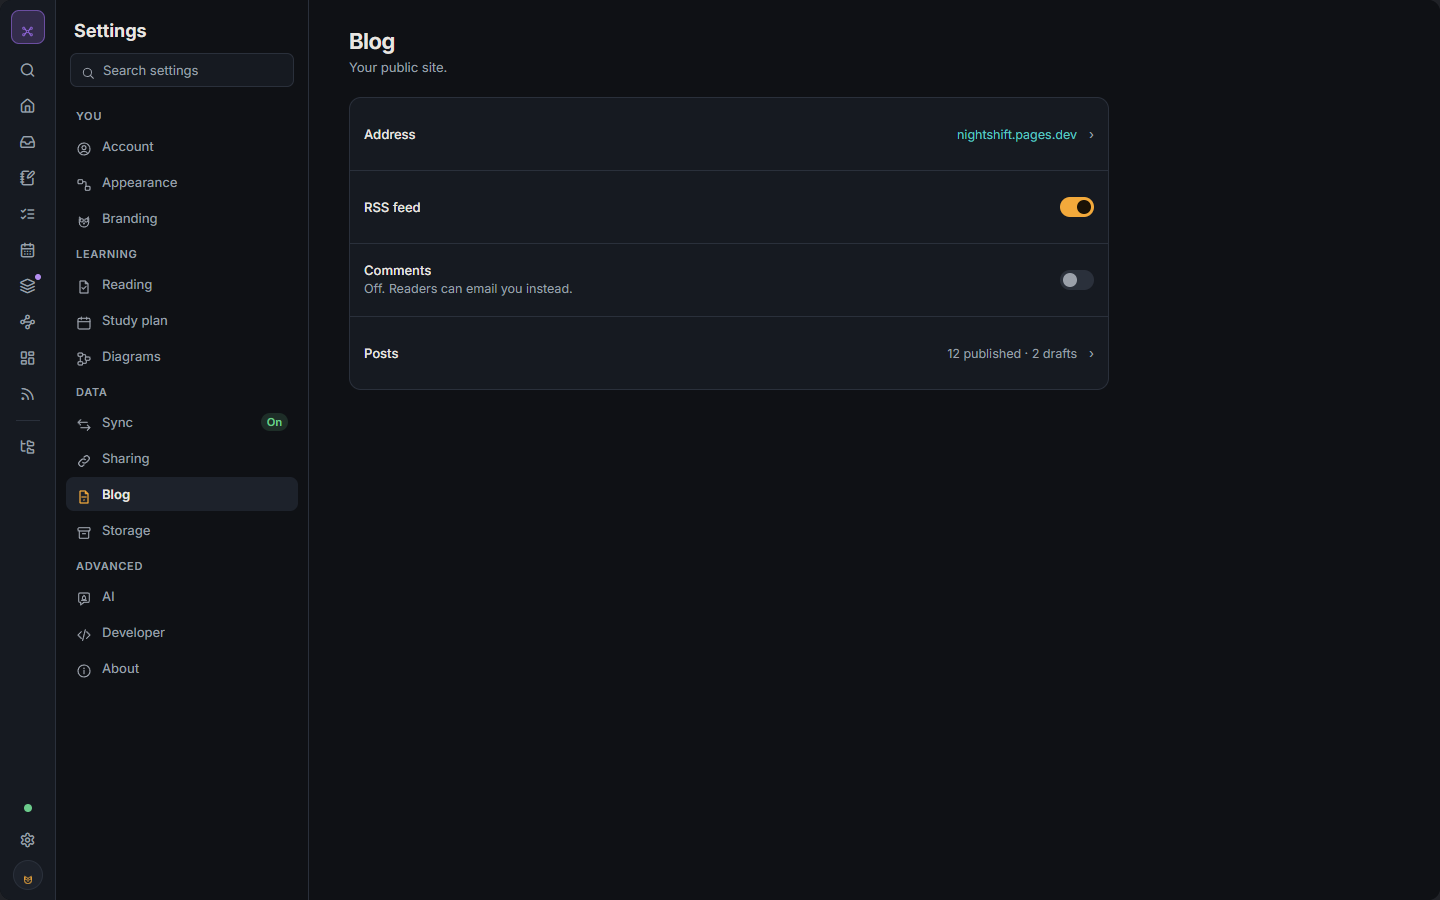 Settings
Search settings
YOU
Account
Appearance
Branding
LEARNING
Reading
Study plan
Diagrams
DATA
Sync On
Sharing
Blog
Storage
ADVANCED
AI
Developer
About
Blog
Your public site.
Address nightshift.pages.dev ›
RSS feed
Comments
Off. Readers can email you instead.
Posts 12 published · 2 drafts ›